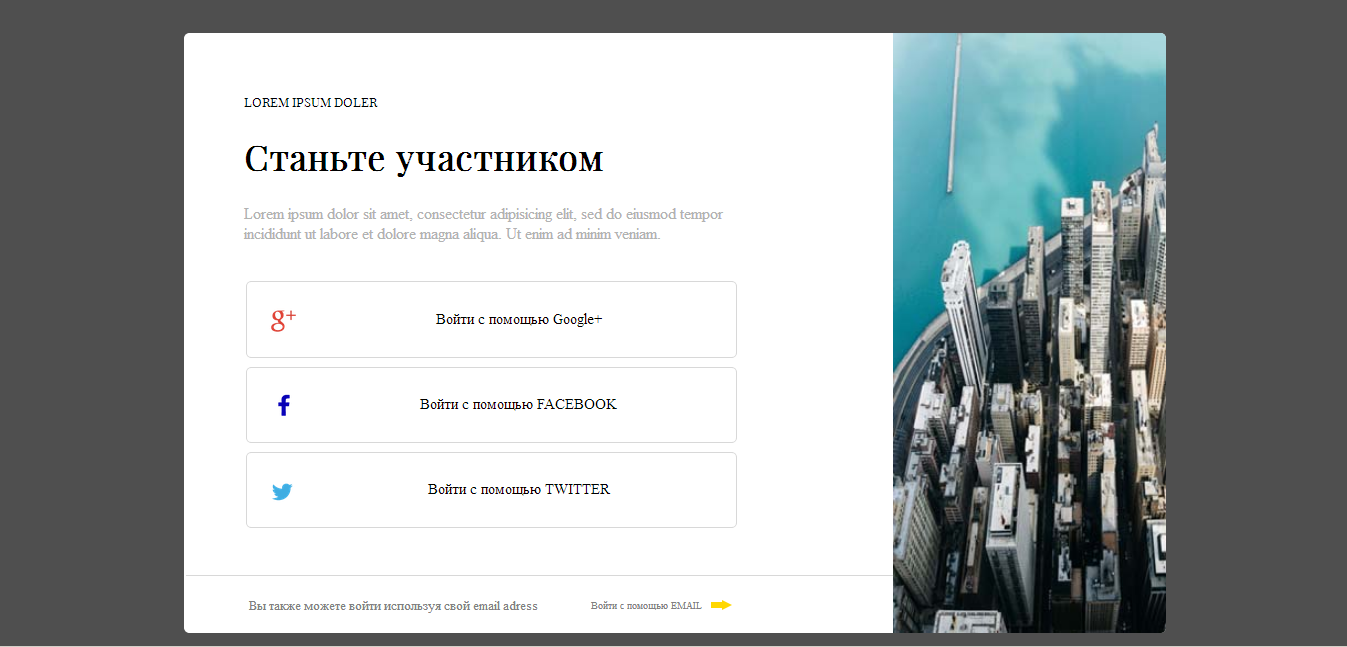 LOREM IPSUM DOLER
Станьте участником
Lorem ipsum dolor sit amet, consectetur adipisicing elit, sed do eiusmod tempor
incididunt ut labore et dolore magna aliqua. Ut enim ad minim veniam.
g+ Войти с помощью Google+
f Войти с помощью FACEBOOK
Войти с помощью TWITTER
Вы также можете войти используя свой email adress Войти с помощью EMAIL